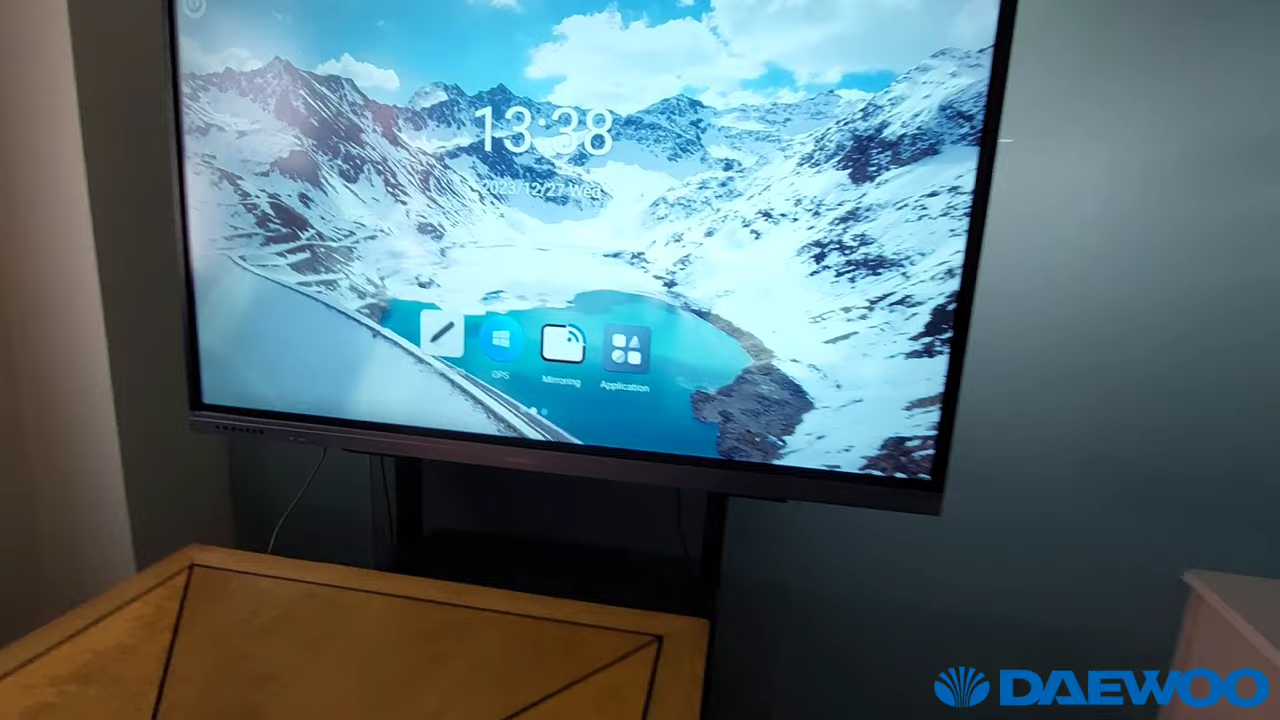 13:38
2023/12/27 Wed
OPS
Mirroring
Application
DAEWOO